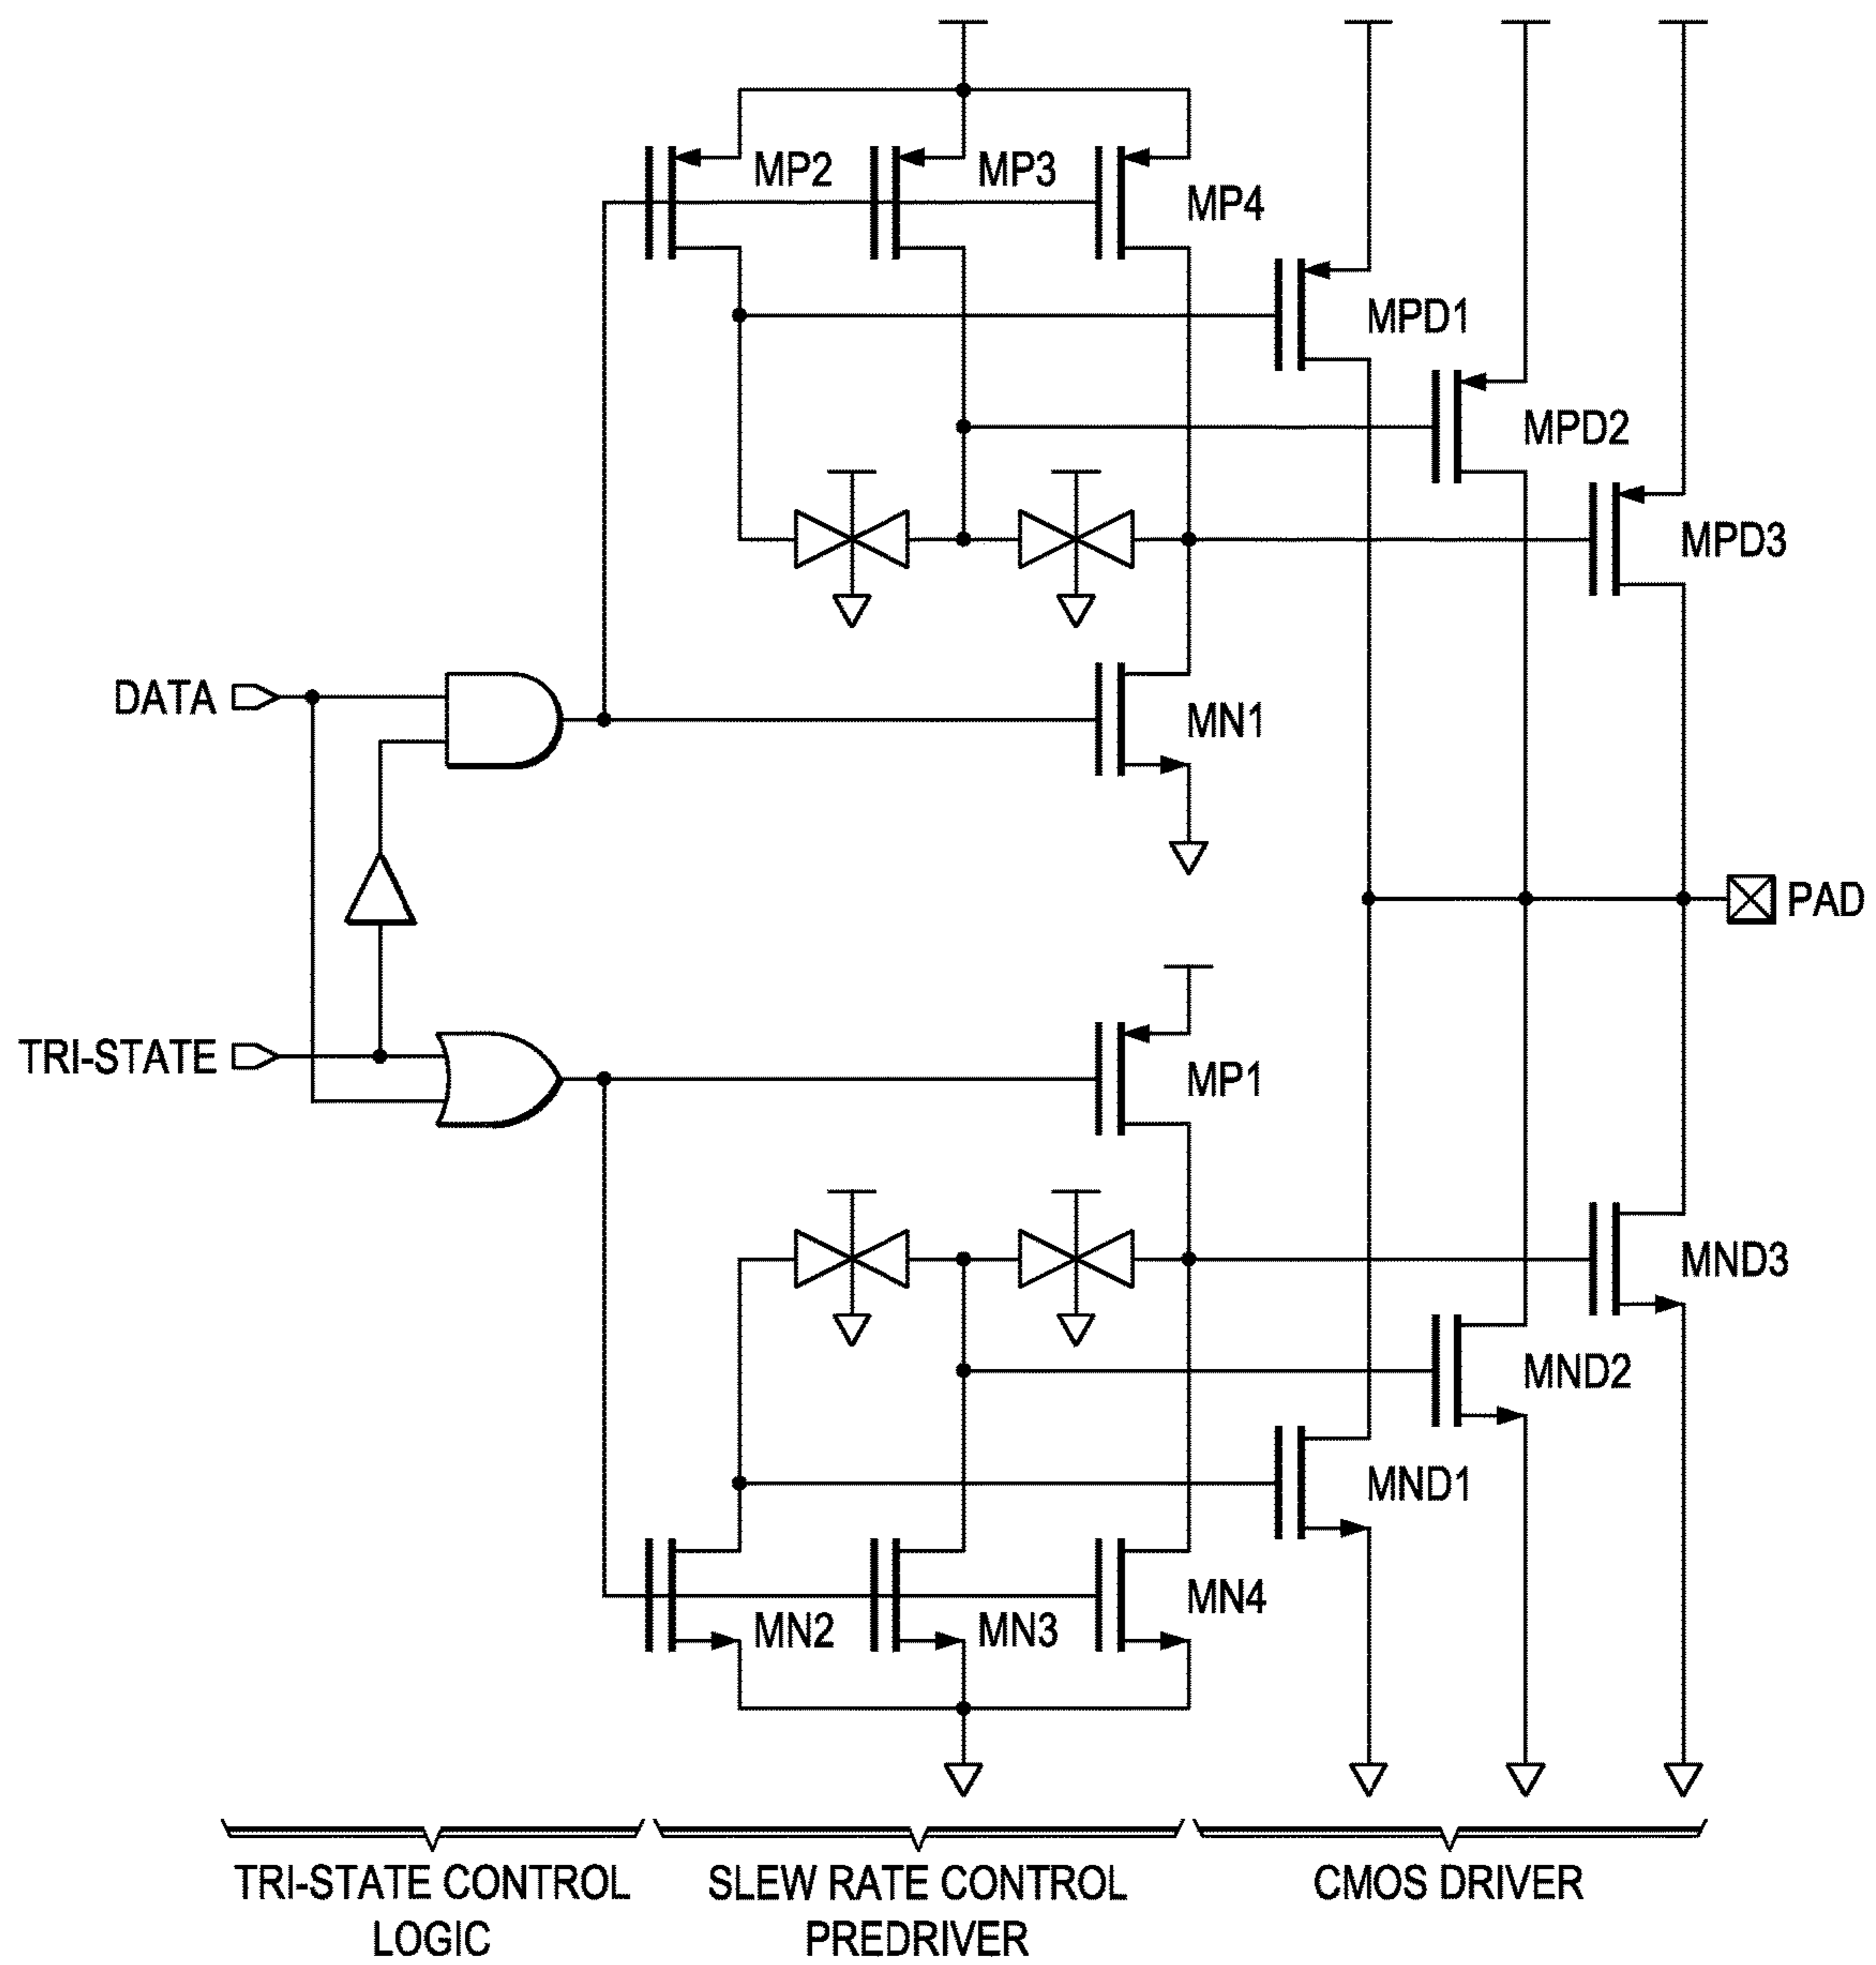 MP2
MP3
MP4
MPD1
MPD2
MPD3
DATA
MN1
PAD
TRI-STATE
MP1
MND3
MND2
MND1
MN2
MN3
MN4
TRI-STATE CONTROL
LOGIC
SLEW RATE CONTROL
PREDRIVER
CMOS DRIVER